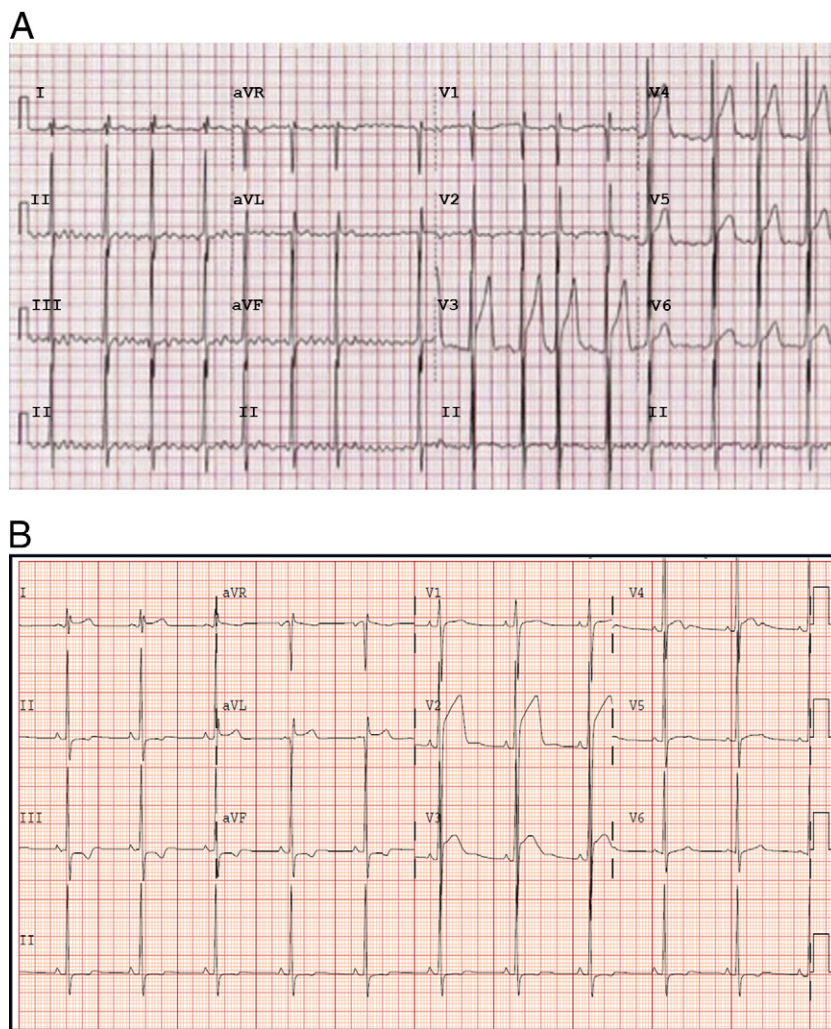 A
I aVR V1 V4
II aVL V2 V5
III aVF V3 V6
II II II II
B
I aVR V1 V4
II aVL V2 V5
III aVF V3 V6
II